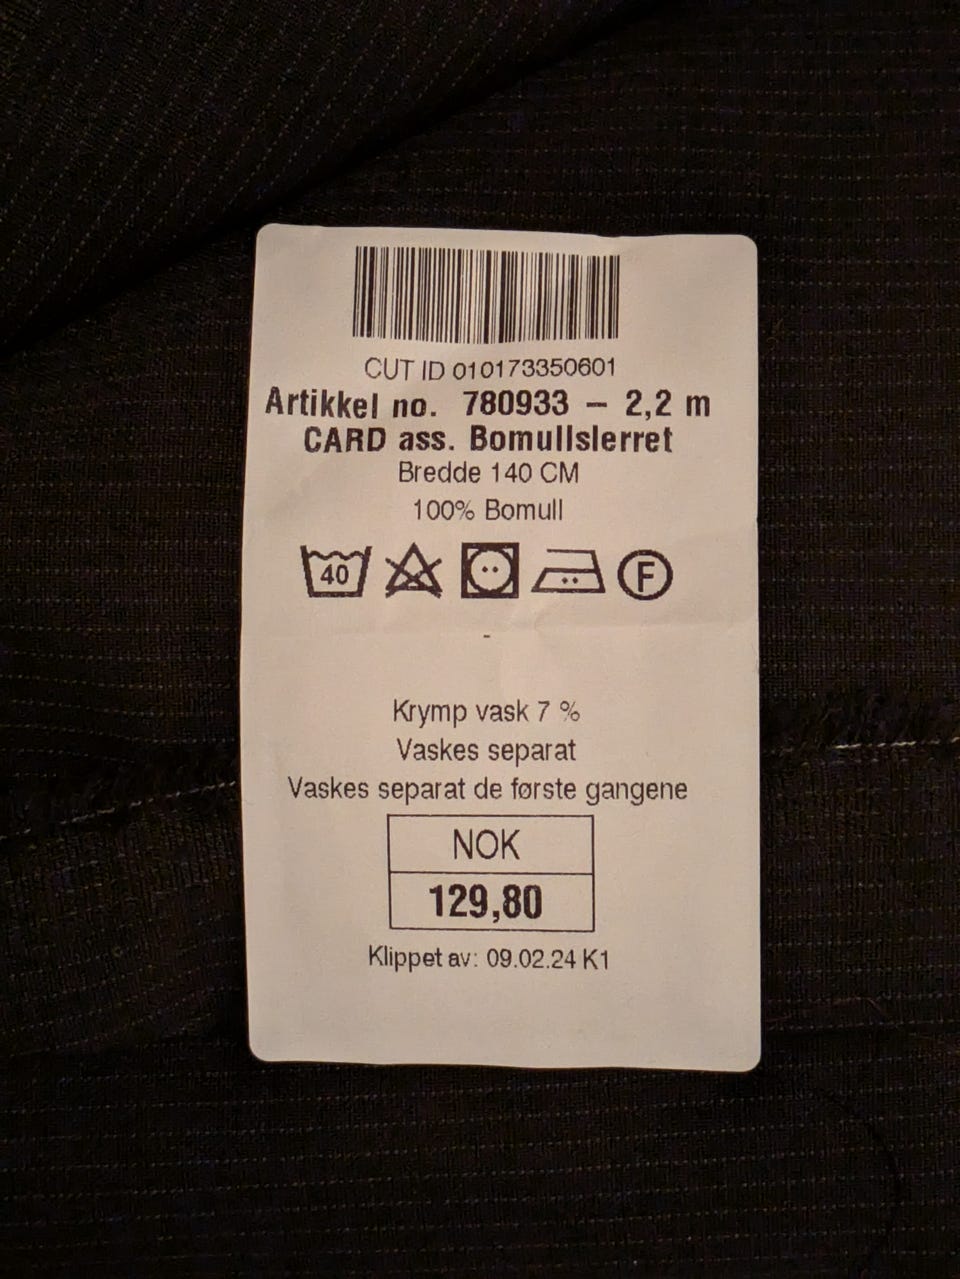 CUT ID 010173350601
Artikkel no. 780933 – 2,2 m
CARD ass. Bomullslerret
Bredde 140 CM
100% Bomull
40 F
-
Krymp vask 7 %
Vaskes separat
Vaskes separat de første gangene
NOK
129,80
Klippet av: 09.02.24 K1